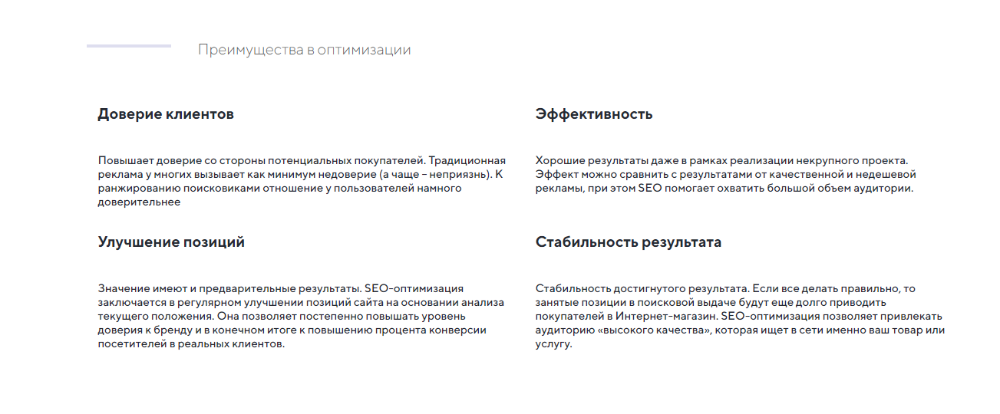 Преимущества в оптимизации
Доверие клиентов
Повышает доверие со стороны потенциальных покупателей. Традиционная
реклама у многих вызывает как минимум недоверие (а чаще – неприязнь). К
ранжированию поисковиками отношение у пользователей намного
доверительнее
Эффективность
Хорошие результаты даже в рамках реализации некрупного проекта.
Эффект можно сравнить с результатами от качественной и недешевой
рекламы, при этом SEO помогает охватить большой объем аудитории.
Улучшение позиций
Значение имеют и предварительные результаты. SEO-оптимизация
заключается в регулярном улучшении позиций сайта на основании анализа
текущего положения. Она позволяет постепенно повышать уровень
доверия к бренду и в конечном итоге к повышению процента конверсии
посетителей в реальных клиентов.
Стабильность результата
Стабильность достигнутого результата. Если все делать правильно, то
занятые позиции в поисковой выдаче будут еще долго приводить
покупателей в Интернет-магазин. SEO-оптимизация позволяет привлекать
аудиторию «высокого качества», которая ищет в сети именно ваш товар или
услугу.